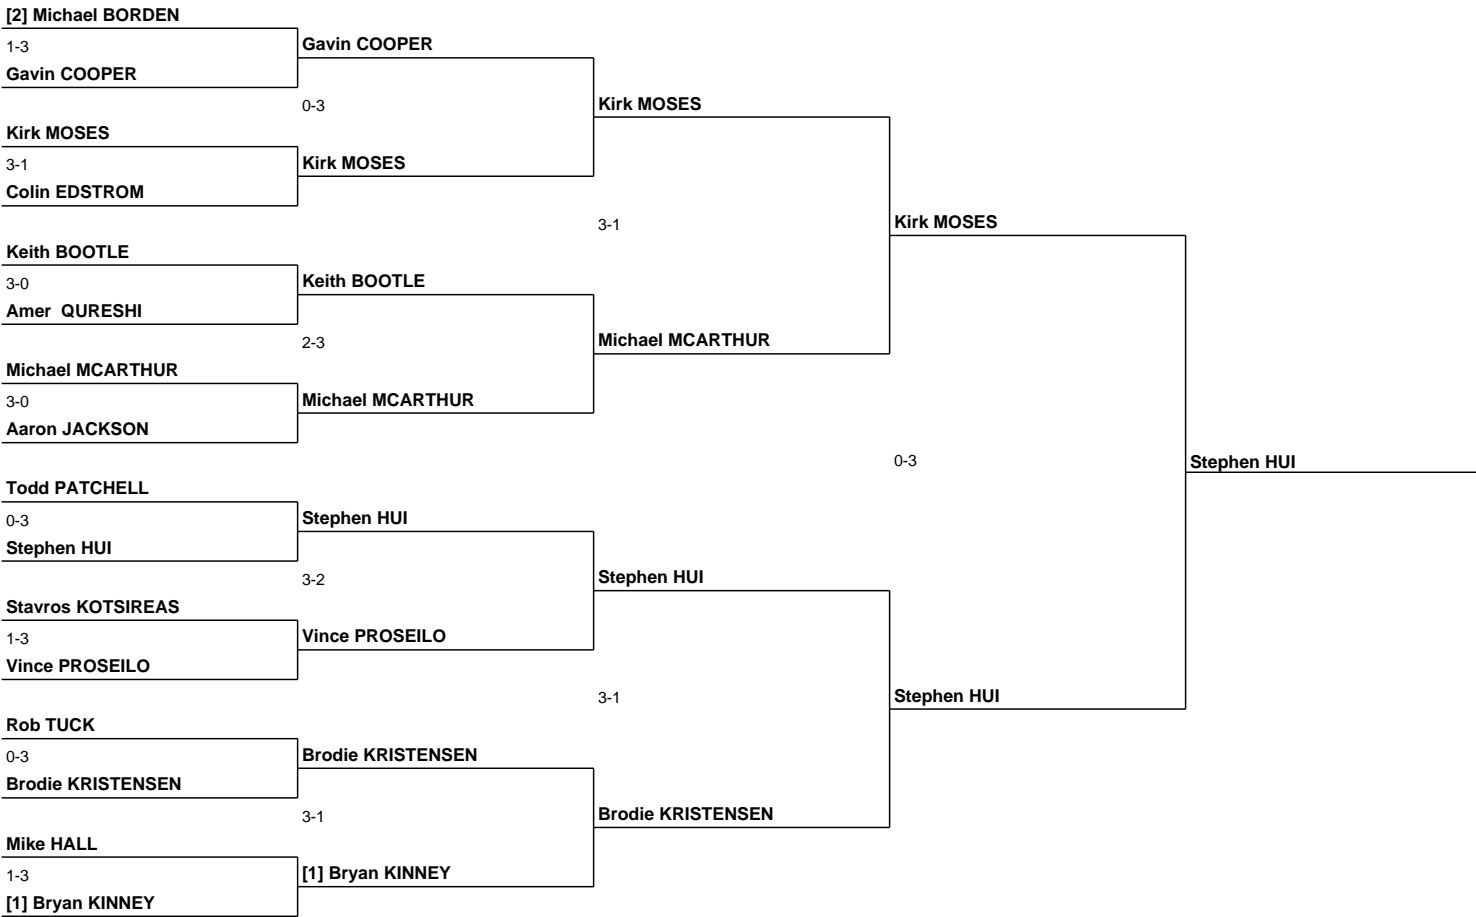 [2] Michael BORDEN
1-3
Gavin COOPER
Kirk MOSES
3-1
Colin EDSTROM
Keith BOOTLE
3-0
Amer  QURESHI
Michael MCARTHUR
3-0
Aaron JACKSON
Todd PATCHELL
0-3
Stephen HUI
Stavros KOTSIREAS
1-3
Vince PROSEILO
Rob TUCK
0-3
Brodie KRISTENSEN
Mike HALL
1-3
[1] Bryan KINNEY
Gavin COOPER
0-3
Kirk MOSES
Keith BOOTLE
2-3
Michael MCARTHUR
Stephen HUI
3-2
Vince PROSEILO
Brodie KRISTENSEN
3-1
[1] Bryan KINNEY
Kirk MOSES
3-1
Michael MCARTHUR
Stephen HUI
3-1
Brodie KRISTENSEN
Kirk MOSES
0-3
Stephen HUI
Stephen HUI